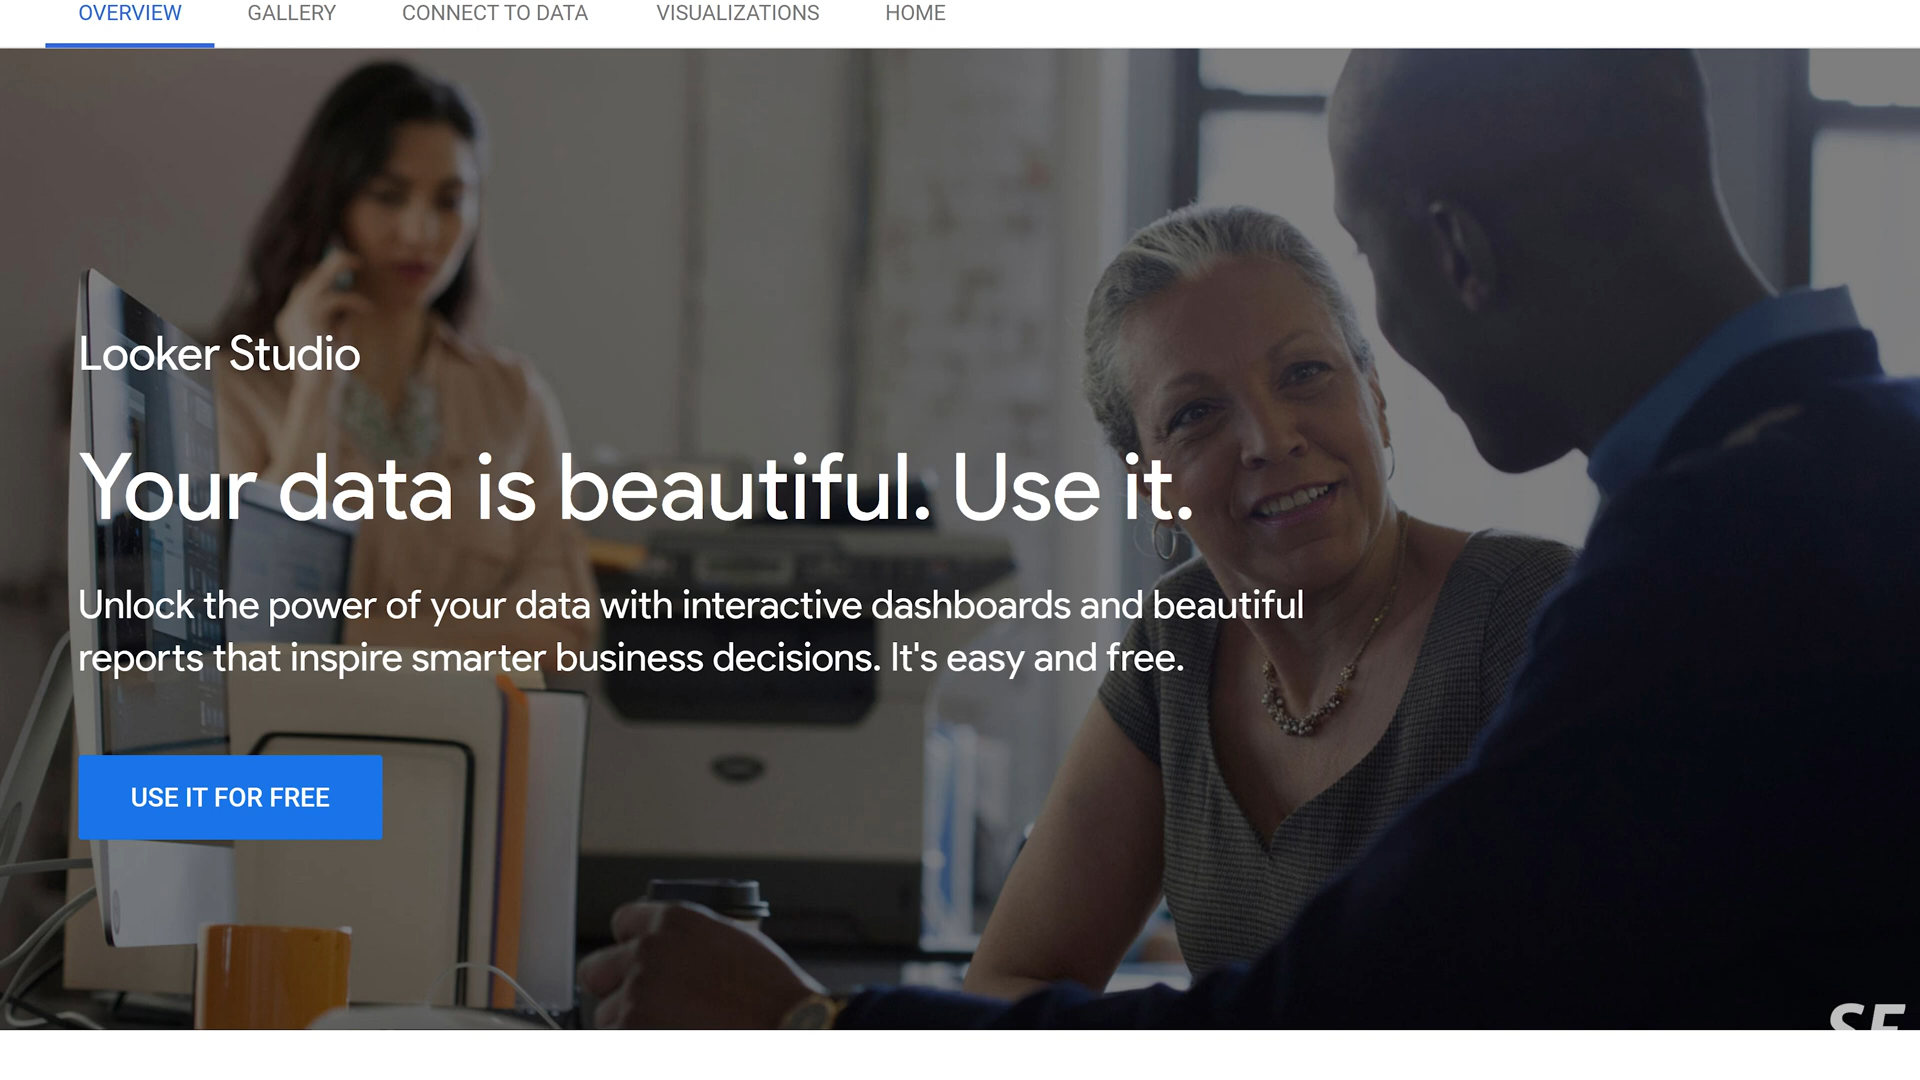 OVERVIEW GALLERY CONNECT TO DATA VISUALIZATIONS HOME
Looker Studio
Your data is beautiful. Use it.
Unlock the power of your data with interactive dashboards and beautiful
reports that inspire smarter business decisions. It's easy and free.
USE IT FOR FREE